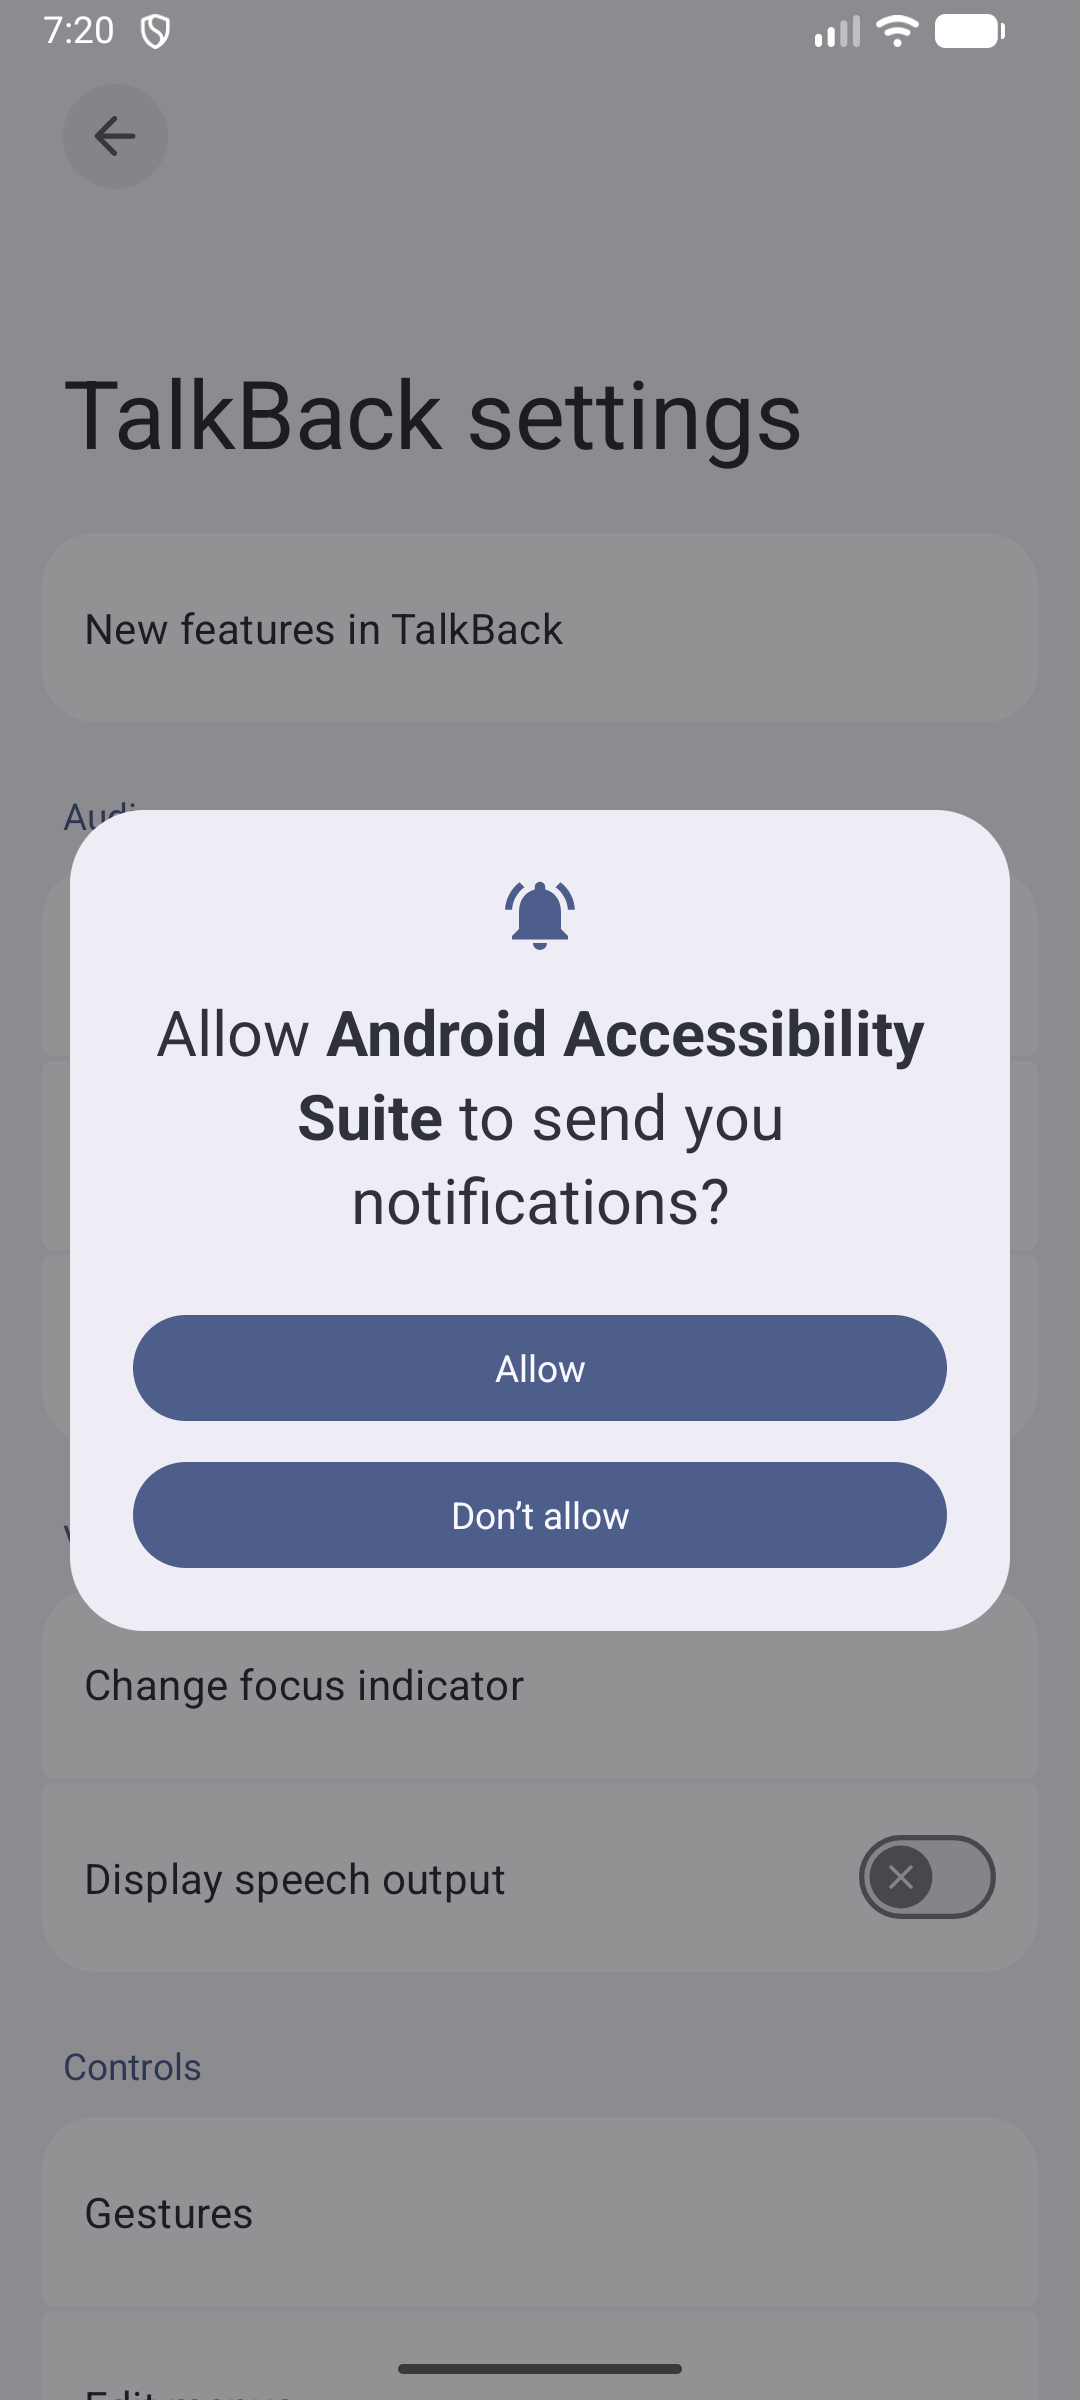 7:20
TalkBack settings
New features in TalkBack
Allow Android Accessibility
Suite to send you
notifications?
Allow
Don’t allow
Change focus indicator
Display speech output
Controls
Gestures